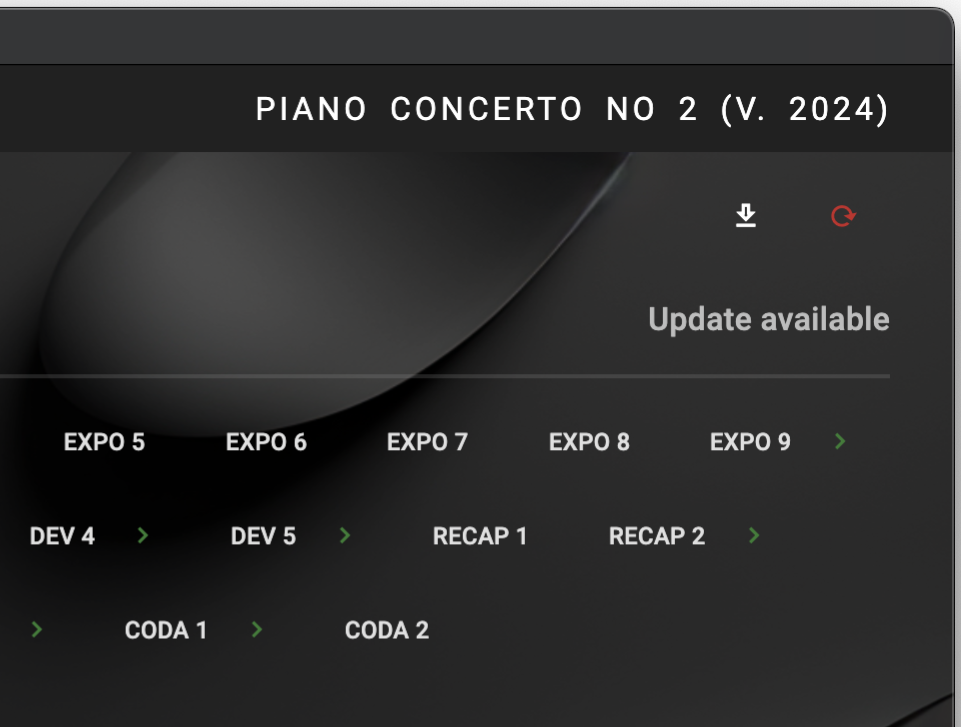 PIANO CONCERTO NO 2 (V. 2024)
Update available
EXPO 5 EXPO 6 EXPO 7 EXPO 8 EXPO 9 >
DEV 4 > DEV 5 > RECAP 1 RECAP 2 >
> CODA 1 > CODA 2